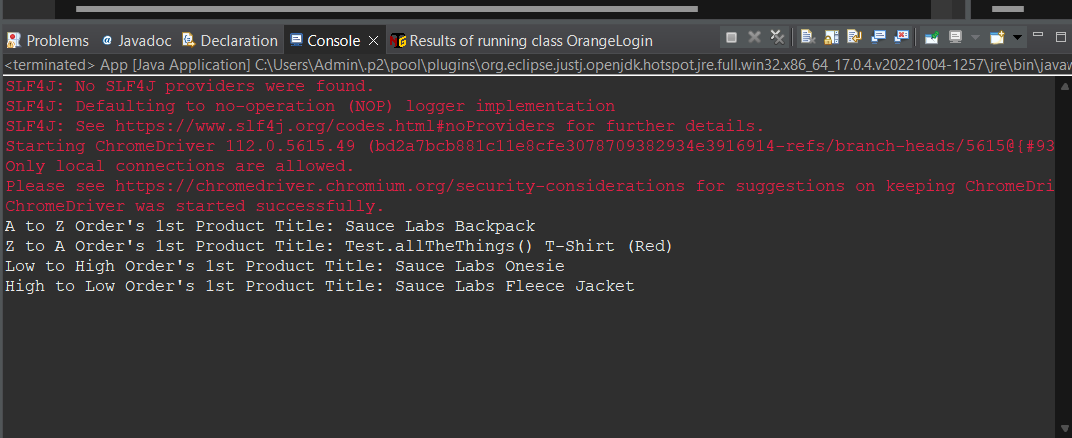 Problems Javadoc Declaration Console Results of running class OrangeLogin
<terminated> App [Java Application] C:\Users\Admin\.p2\pool\plugins\org.eclipse.justj.openjdk.hotspot.jre.full.win32.x86_64_17.0.4.v20221004-1257\jre\bin\javaw
SLF4J: No SLF4J providers were found.
SLF4J: Defaulting to no-operation (NOP) logger implementation
SLF4J: See https://www.slf4j.org/codes.html#noProviders for further details.
Starting ChromeDriver 112.0.5615.49 (bd2a7bcb881c11e8cfe3078709382934e3916914-refs/branch-heads/5615@{#93
Only local connections are allowed.
Please see https://chromedriver.chromium.org/security-considerations for suggestions on keeping ChromeDri
ChromeDriver was started successfully.
A to Z Order's 1st Product Title: Sauce Labs Backpack
Z to A Order's 1st Product Title: Test.allTheThings() T-Shirt (Red)
Low to High Order's 1st Product Title: Sauce Labs Onesie
High to Low Order's 1st Product Title: Sauce Labs Fleece Jacket